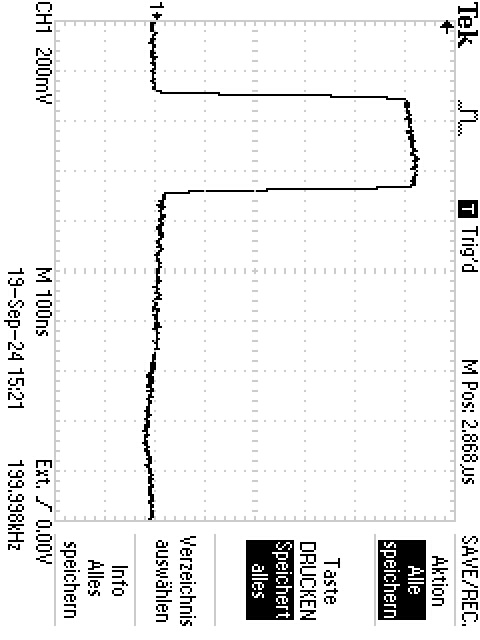 Tek
T Trig'd
M Pos: 2.868µs
SAVE/REC.
Aktion
Alle
speichern
Taste
DRUCKEN
Speichert
alles
Verzeichnis
auswählen
Info
Alles
speichern
1
CH1 200mV
M 100ns
Ext / 0.00V
19-Sep-24 15:21
199.998kHz